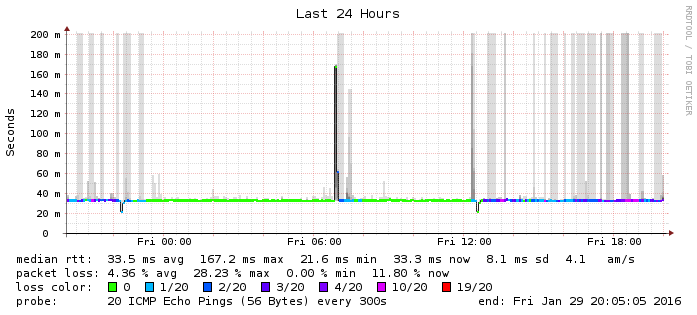 Last 24 Hours
RRDTOOL / TOBI OETIKER
Seconds
200 m
180 m
160 m
140 m
120 m
100 m
80 m
60 m
40 m
20 m
0
Fri 00:00 Fri 06:00 Fri 12:00 Fri 18:00
median rtt: 33.5 ms avg 167.2 ms max 21.6 ms min 33.3 ms now 8.1 ms sd 4.1 am/s
packet loss: 4.36 % avg 28.23 % max 0.00 % min 11.80 % now
loss color: 0 1/20 2/20 3/20 4/20 10/20 19/20
probe: 20 ICMP Echo Pings (56 Bytes) every 300s end: Fri Jan 29 20:05:05 2016